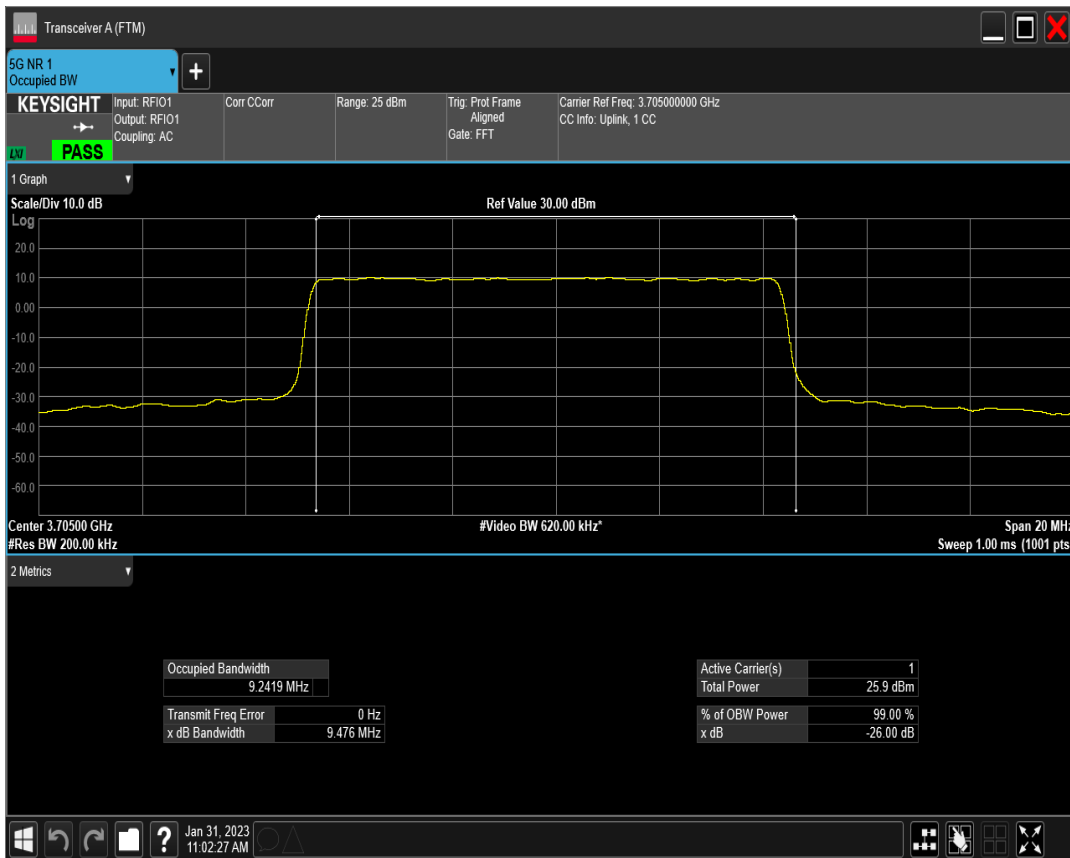 Transceiver A (FTM)
5G NR 1
Occupied BW
+
KEYSIGHT
LXI
PASS
Input: RFIO1
Output: RFIO1
Coupling: AC
Corr CCorr
Range: 25 dBm
Trig: Prot Frame
Aligned
Gate: FFT
Carrier Ref Freq: 3.705000000 GHz
CC Info: Uplink, 1 CC
1 Graph
Scale/Div 10.0 dB
Ref Value 30.00 dBm
Log
20.0
10.0
0.00
-10.0
-20.0
-30.0
-40.0
-50.0
-60.0
Center 3.70500 GHz
#Video BW 620.00 kHz*
Span 20 MHz
#Res BW 200.00 kHz
Sweep 1.00 ms (1001 pts
2 Metrics
Occupied Bandwidth
9.2419 MHz
Transmit Freq Error 0 Hz
x dB Bandwidth 9.476 MHz
Active Carrier(s) 1
Total Power 25.9 dBm
% of OBW Power 99.00 %
x dB -26.00 dB
?
Jan 31, 2023
11:02:27 AM